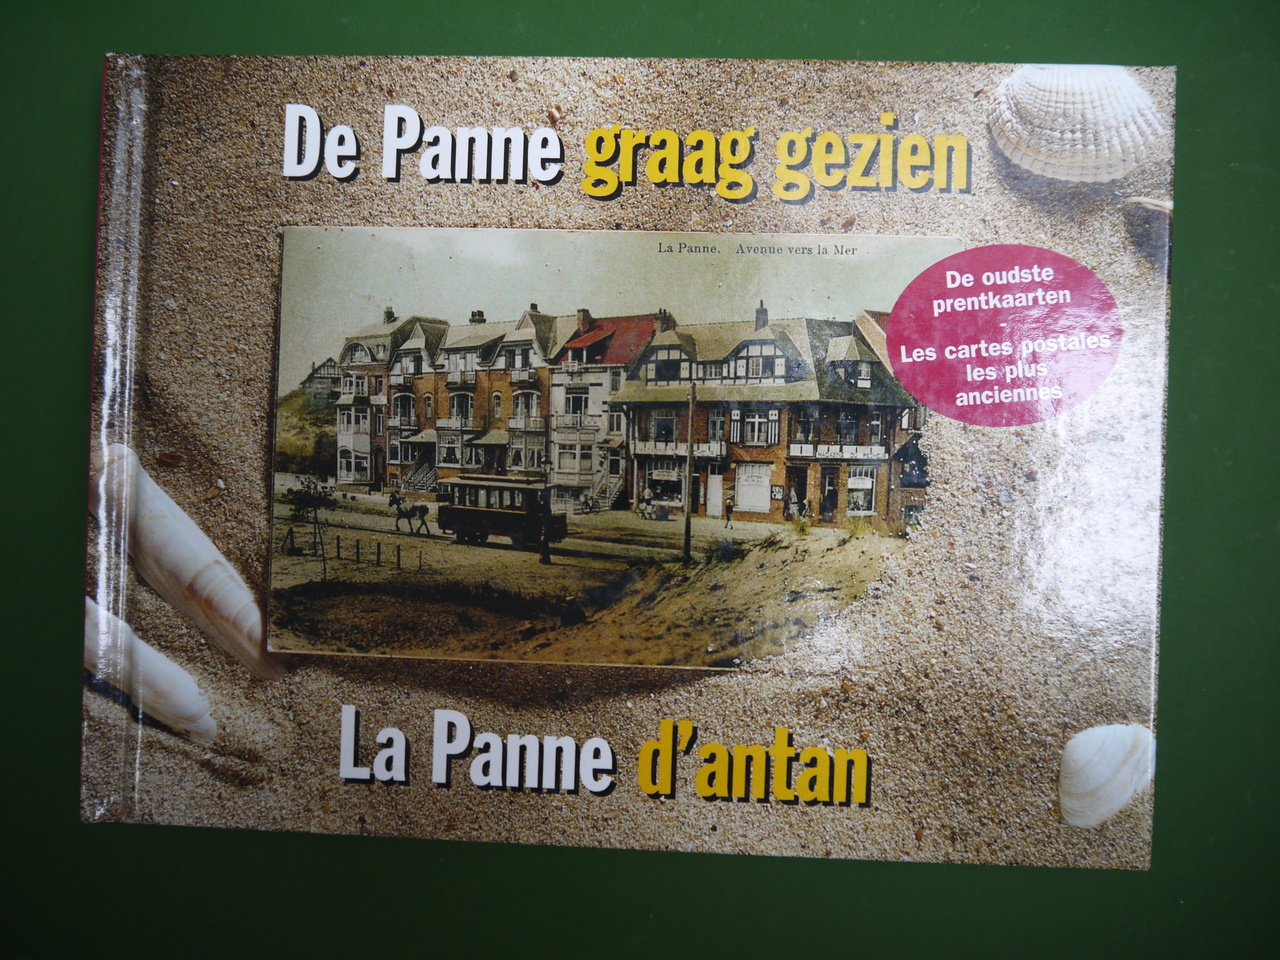 De Panne graag gezien
La Panne. Avenue vers la Mer
De oudste
prentkaarten
-
Les cartes postales
les plus
anciennes
La Panne d'antan